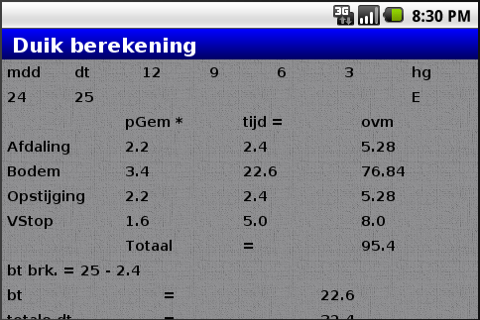 3G 8:30 PM
Duik berekening
mdd dt 12 9 6 3 hg
24 25 E
pGem * tijd = ovm
Afdaling 2.2 2.4 5.28
Bodem 3.4 22.6 76.84
Opstijging 2.2 2.4 5.28
VStop 1.6 5.0 8.0
Totaal = 95.4
bt brk. = 25 - 2.4
bt = 22.6
totale dt = 32.4